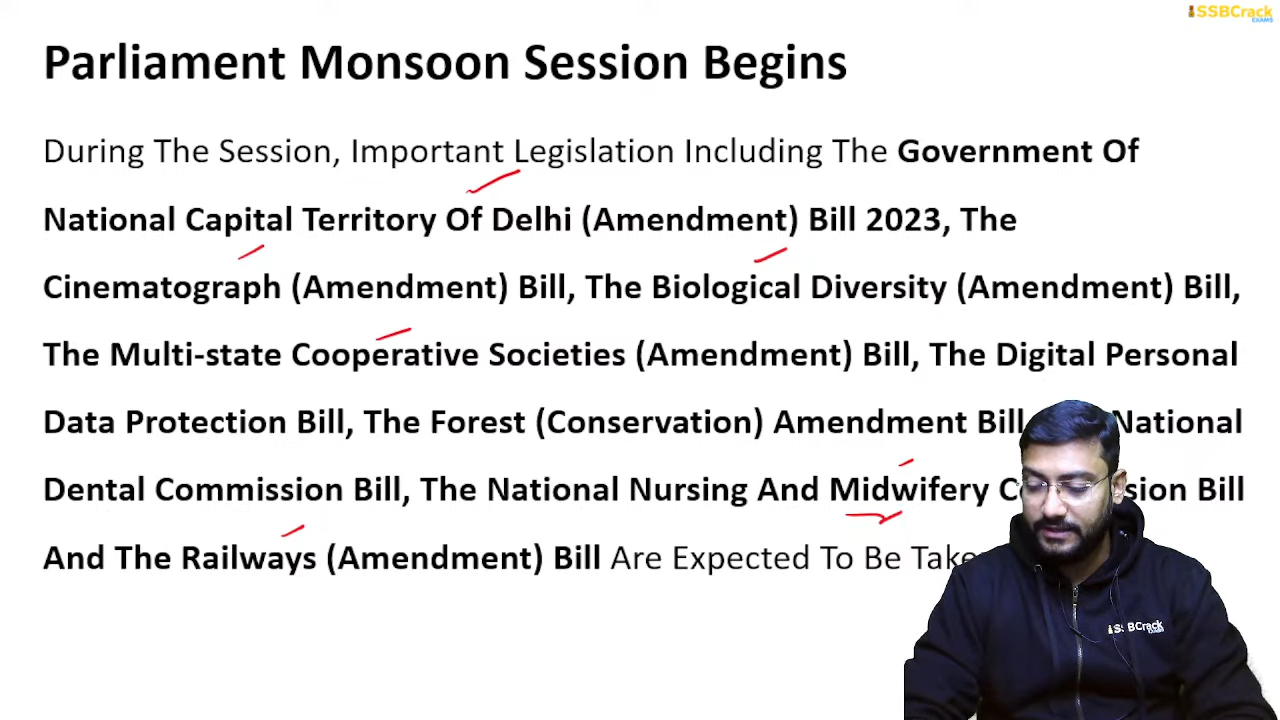 SSBCrack
EXAMS
Parliament Monsoon Session Begins
During The Session, Important Legislation Including The Government Of
National Capital Territory Of Delhi (Amendment) Bill 2023, The
Cinematograph (Amendment) Bill, The Biological Diversity (Amendment) Bill,
The Multi-state Cooperative Societies (Amendment) Bill, The Digital Personal
Data Protection Bill, The Forest (Conservation) Amendment Bill National
Dental Commission Bill, The National Nursing And Midwifery Bill
And The Railways (Amendment) Bill Are Expected To Be
SSBCrack
EXAMS